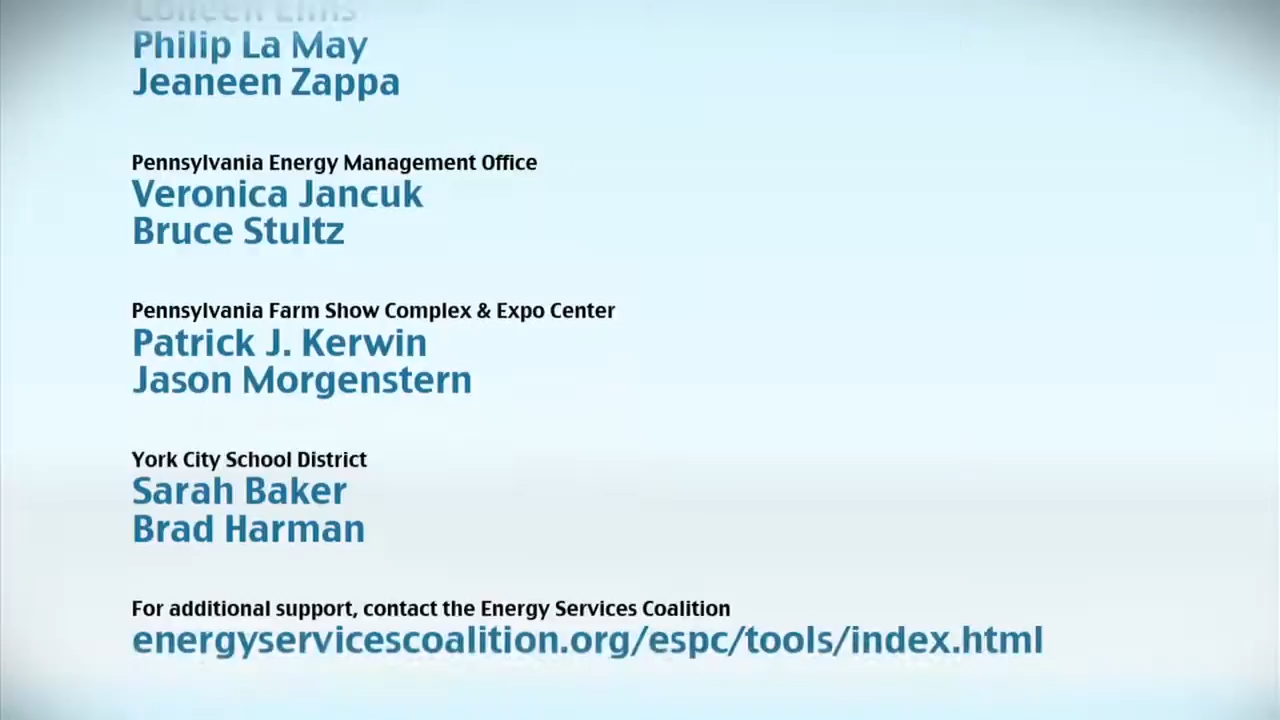 Colleen Ellis
Philip La May
Jeaneen Zappa
Pennsylvania Energy Management Office
Veronica Jancuk
Bruce Stultz
Pennsylvania Farm Show Complex & Expo Center
Patrick J. Kerwin
Jason Morgenstern
York City School District
Sarah Baker
Brad Harman
For additional support, contact the Energy Services Coalition
energyservicescoalition.org/espc/tools/index.html